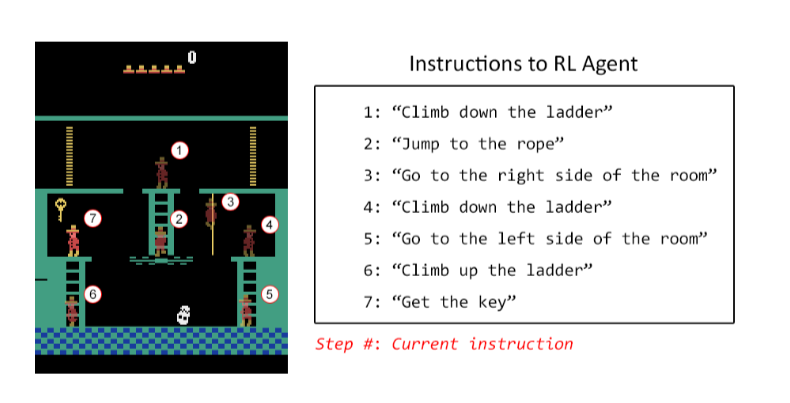 0
Instructions to RL Agent
1
2
3
4
5
6
7
1: “Climb down the ladder”
2: “Jump to the rope”
3: “Go to the right side of the room”
4: “Climb down the ladder”
5: “Go to the left side of the room”
6: “Climb up the ladder”
7: “Get the key”
Step #: Current instruction